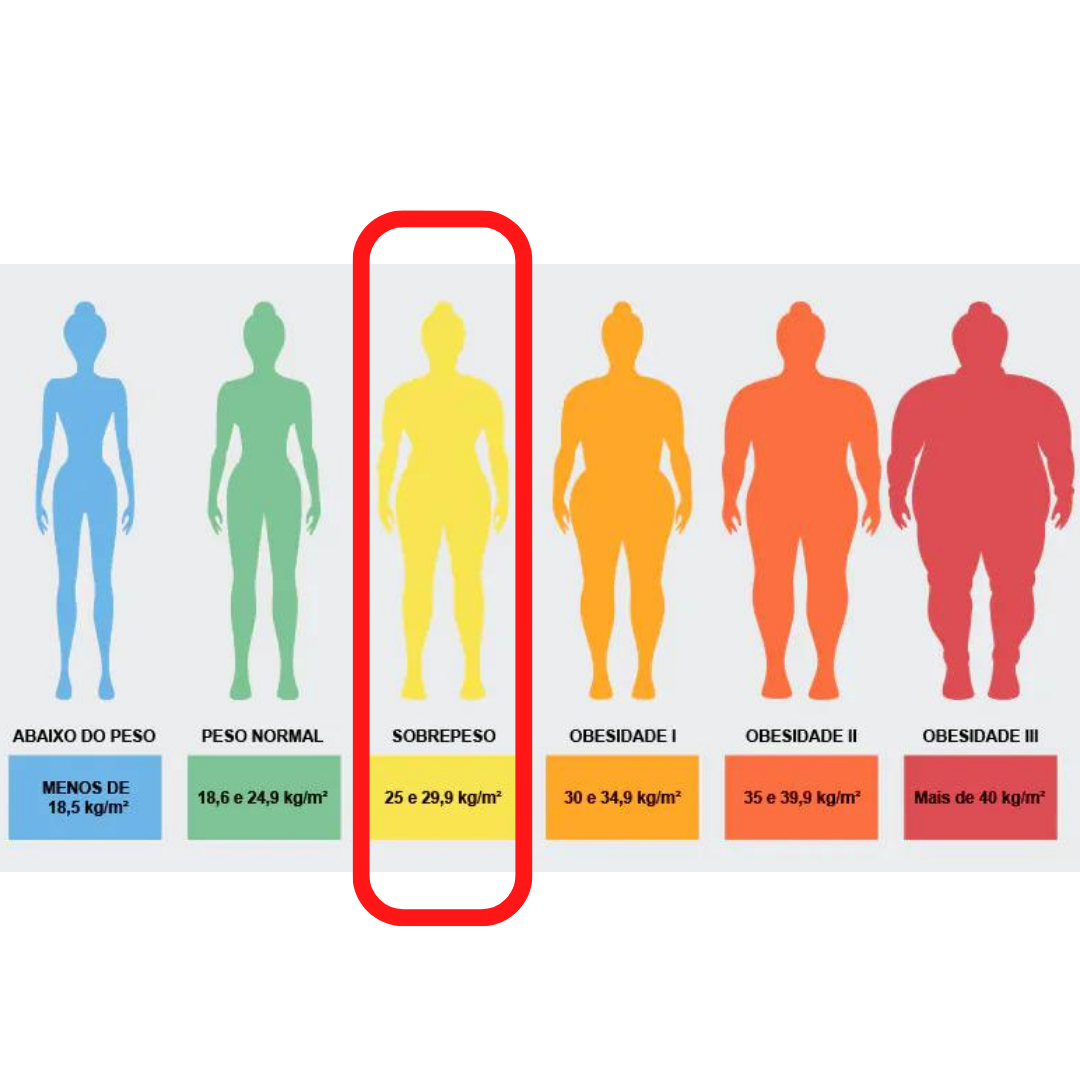 ABAIXO DO PESO
MENOS DE
18,5 kg/m²
PESO NORMAL
18,6 e 24,9 kg/m²
SOBREPESO
25 e 29,9 kg/m²
OBESIDADE I
30 e 34,9 kg/m²
OBESIDADE II
35 e 39,9 kg/m²
OBESIDADE III
Mais de 40 kg/m²